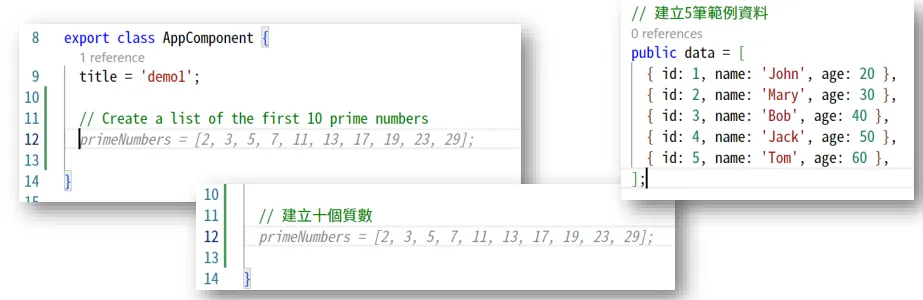 8 export class AppComponent {
1 reference
9 title = 'demo1';
10
11 // Create a list of the first 10 prime numbers
12 primeNumbers = [2, 3, 5, 7, 11, 13, 17, 19, 23, 29];
13
14 }
15
10
11 // 建立十個質數
12 primeNumbers = [2, 3, 5, 7, 11, 13, 17, 19, 23, 29];
13
14 }
// 建立5筆範例資料
0 references
public data = [
{ id: 1, name: 'John', age: 20 },
{ id: 2, name: 'Mary', age: 30 },
{ id: 3, name: 'Bob', age: 40 },
{ id: 4, name: 'Jack', age: 50 },
{ id: 5, name: 'Tom', age: 60 },
];